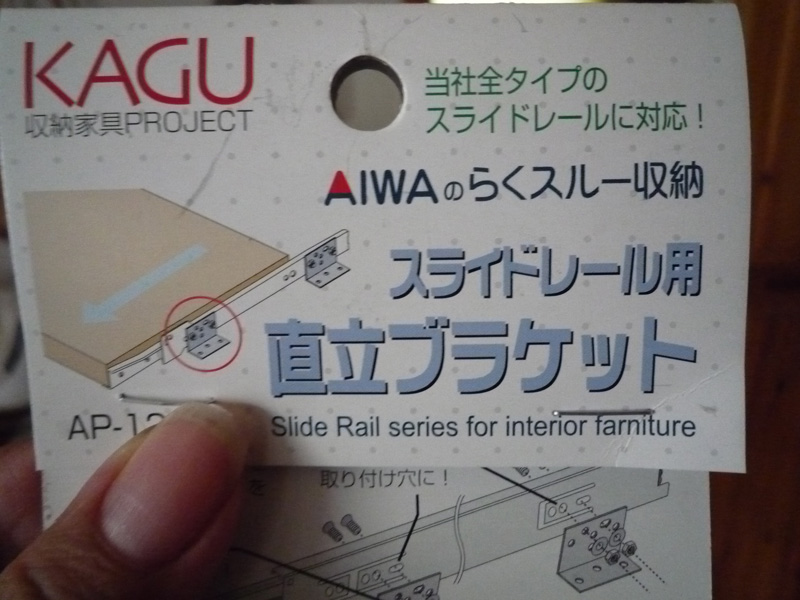 KAGU
収納家具PROJECT
当社全タイプの
スライドレールに対応！
AIWAのらくスルー収納
スライドレール用
直立ブラケット
AP-12
Slide Rail series for interior farniture
を
取り付け穴に！